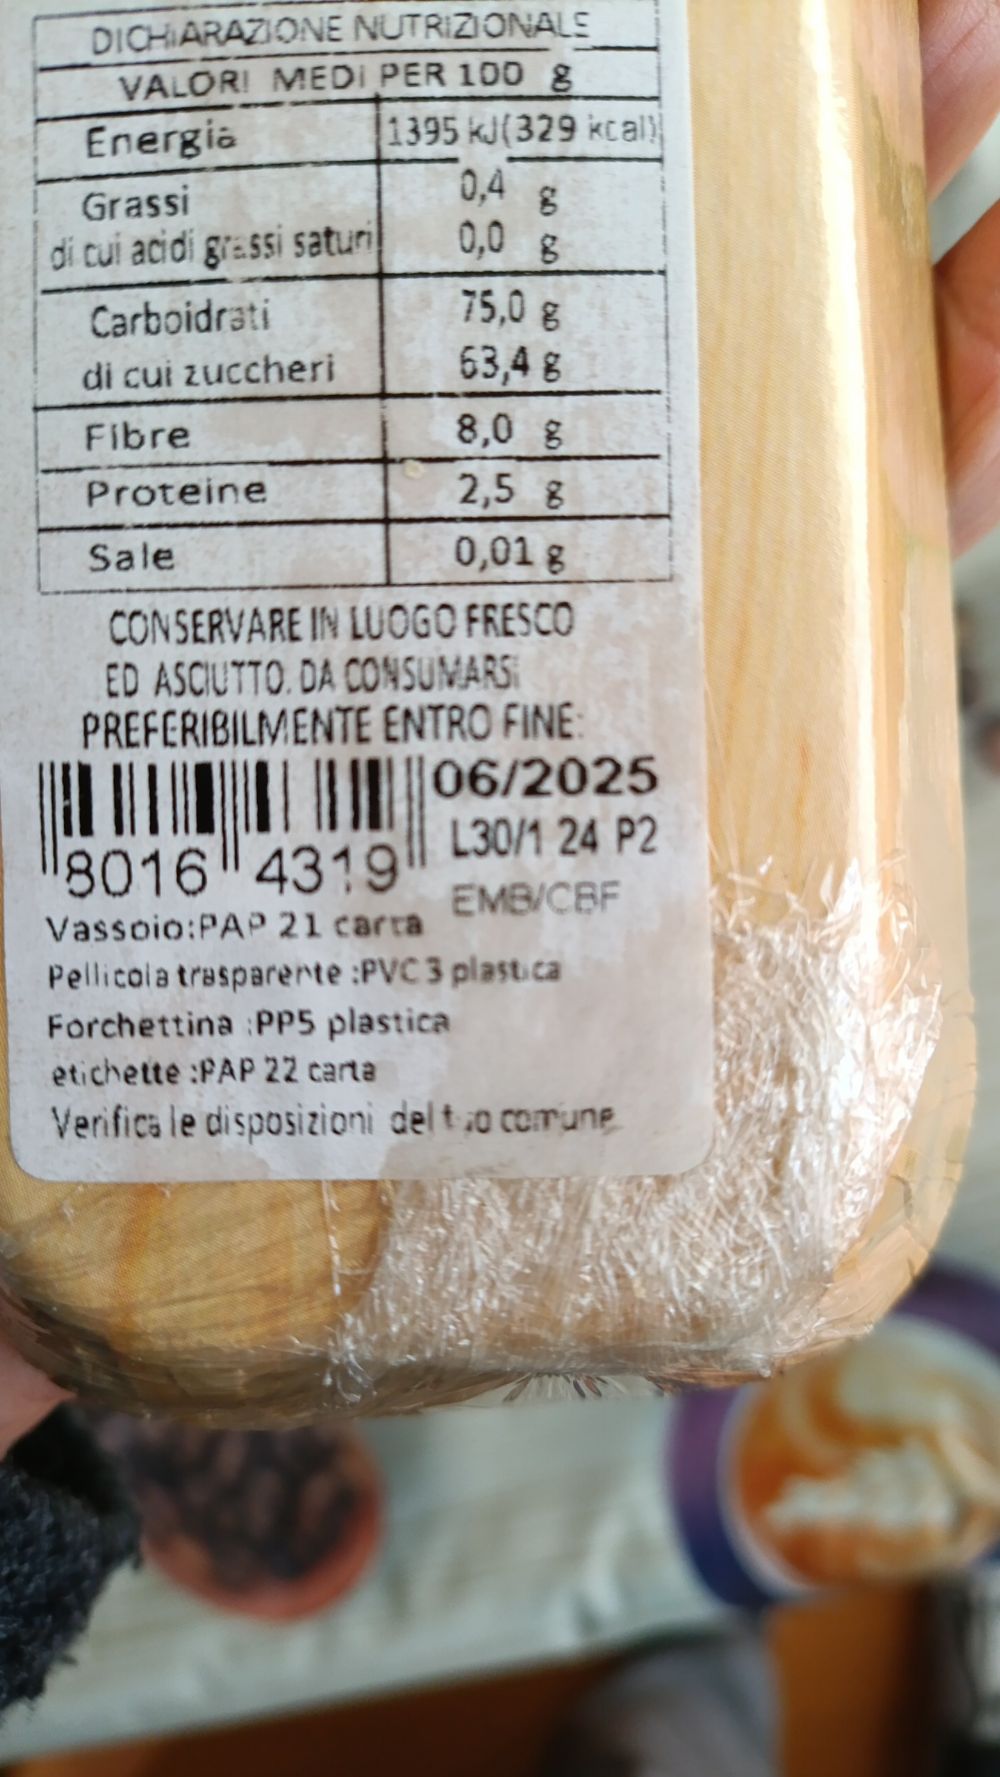 DICHIARAZIONE NUTRIZIONALE
VALORI MEDI PER 100 g
Energia 1395 kJ(329 kcal)
Grassi 0,4 g
di cui acidi grassi saturi 0,0 g
Carboidrati 75,0 g
di cui zuccheri 63,4 g
Fibre 8,0 g
Proteine 2,5 g
Sale 0,01 g
CONSERVARE IN LUOGO FRESCO
ED ASCIUTTO. DA CONSUMARSI
PREFERIBILMENTE ENTRO FINE:
06/2025
L30/1 24 P2
8016 4319
EMB/CBF
Vassoio:PAP 21 carta
Pellicola trasparente :PVC 3 plastica
Forchettina :PP5 plastica
etichette :PAP 22 carta
Verifica le disposizioni del tuo comune